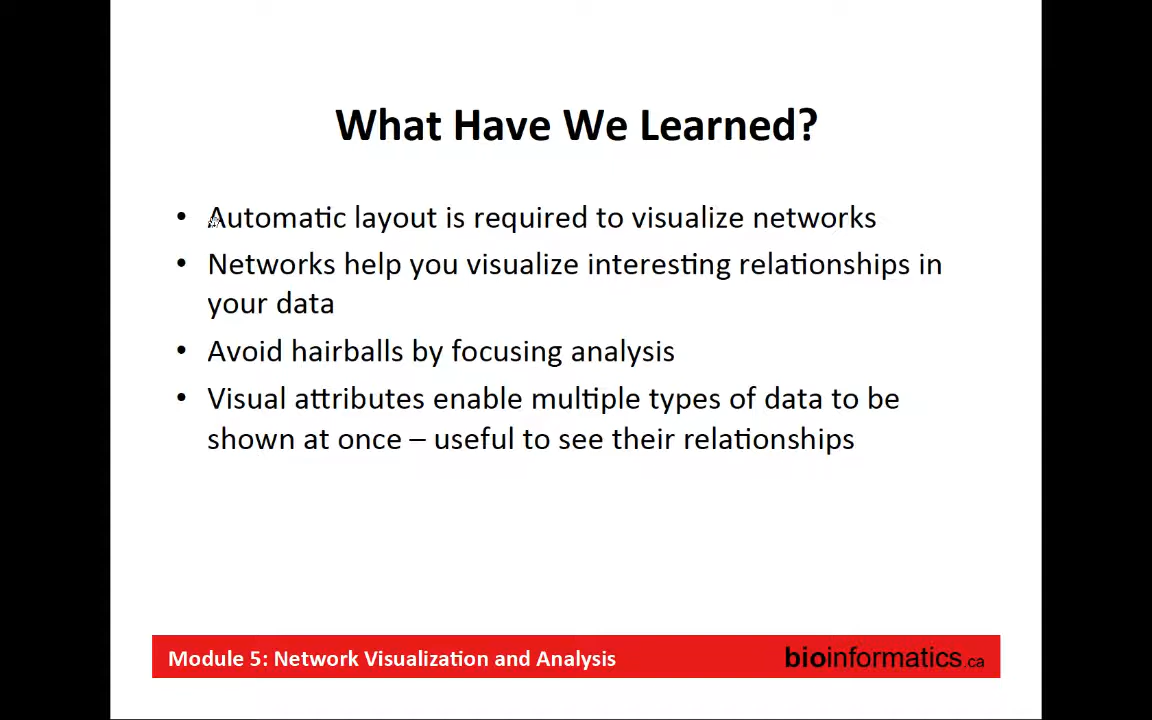 What Have We Learned?
• Automatic layout is required to visualize networks
• Networks help you visualize interesting relationships in
your data
• Avoid hairballs by focusing analysis
• Visual attributes enable multiple types of data to be
shown at once – useful to see their relationships
Module 5: Network Visualization and Analysis bioinformatics.ca